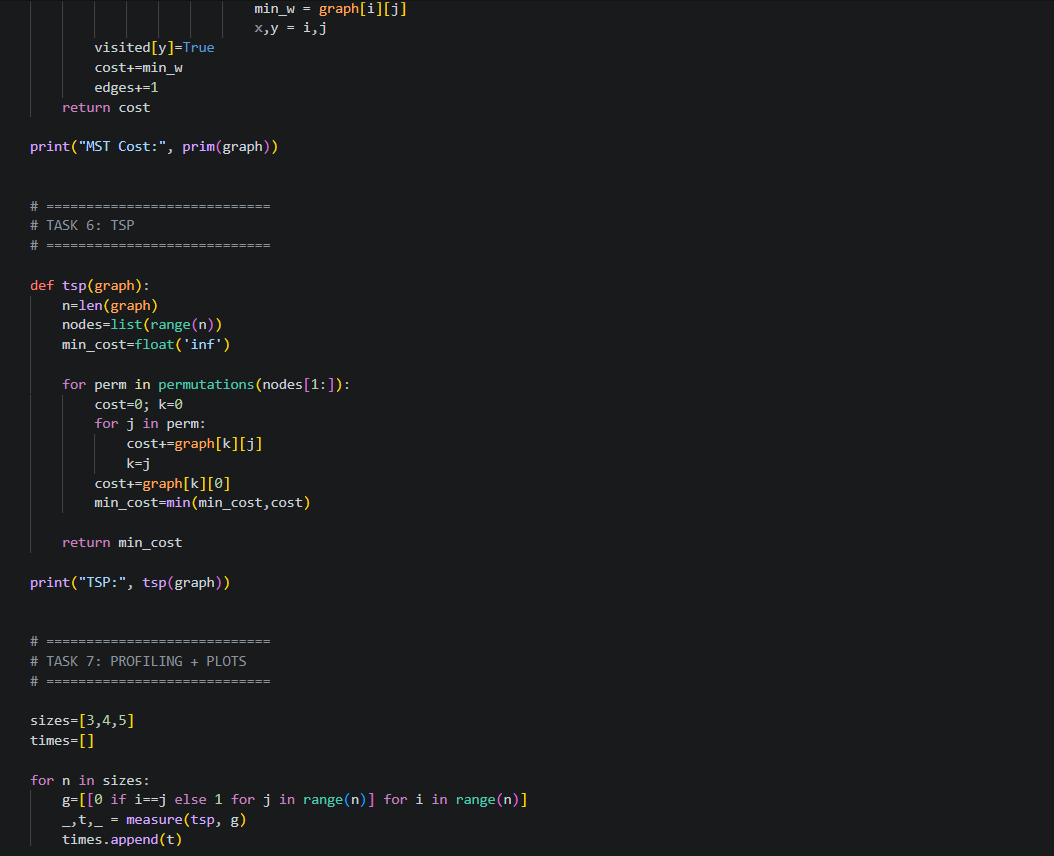 min_w = graph[i][j]
x,y = i,j
visited[y]=True
cost+=min_w
edges+=1
return cost
print("MST Cost:", prim(graph))
# ============================
# TASK 6: TSP
# ============================
def tsp(graph):
n=len(graph)
nodes=list(range(n))
min_cost=float('inf')
for perm in permutations(nodes[1:]):
cost=0; k=0
for j in perm:
cost+=graph[k][j]
k=j
cost+=graph[k][0]
min_cost=min(min_cost,cost)
return min_cost
print("TSP:", tsp(graph))
# ============================
# TASK 7: PROFILING + PLOTS
# ============================
sizes=[3,4,5]
times=[]
for n in sizes:
g=[[0 if i==j else 1 for j in range(n)] for i in range(n)]
_,t,_ = measure(tsp, g)
times.append(t)